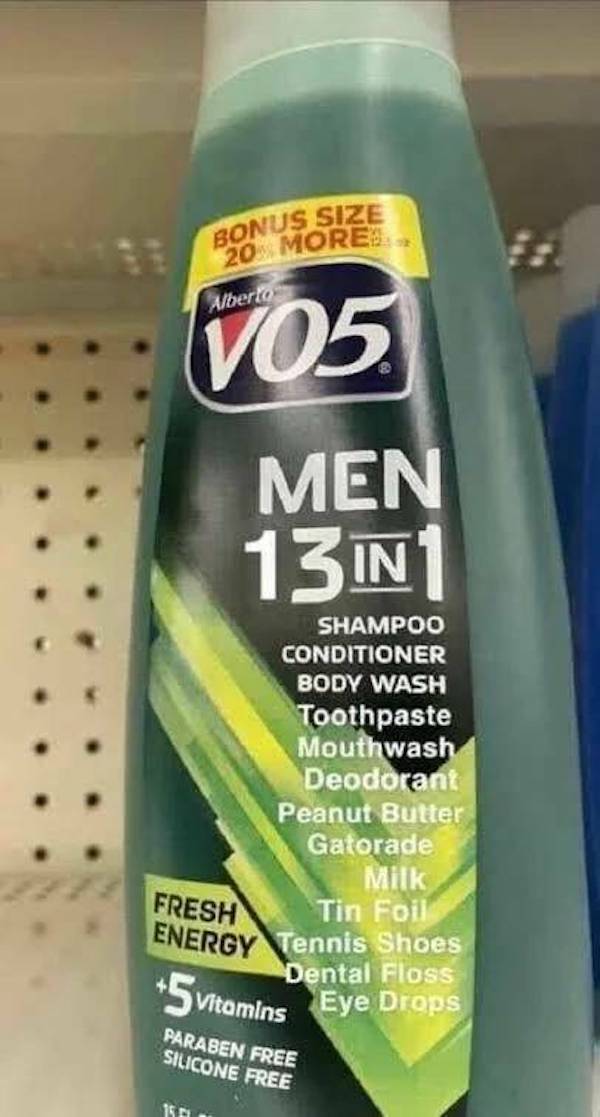 BONUS SIZE
20% MORE
Alberto
VO5®
MEN
13 IN 1
SHAMPOO
CONDITIONER
BODY WASH
Toothpaste
Mouthwash
Deodorant
Peanut Butter
Gatorade
Milk
Tin Foil
Tennis Shoes
Dental Floss
Eye Drops
FRESH
ENERGY
+5 Vitamins
PARABEN FREE
SILICONE FREE